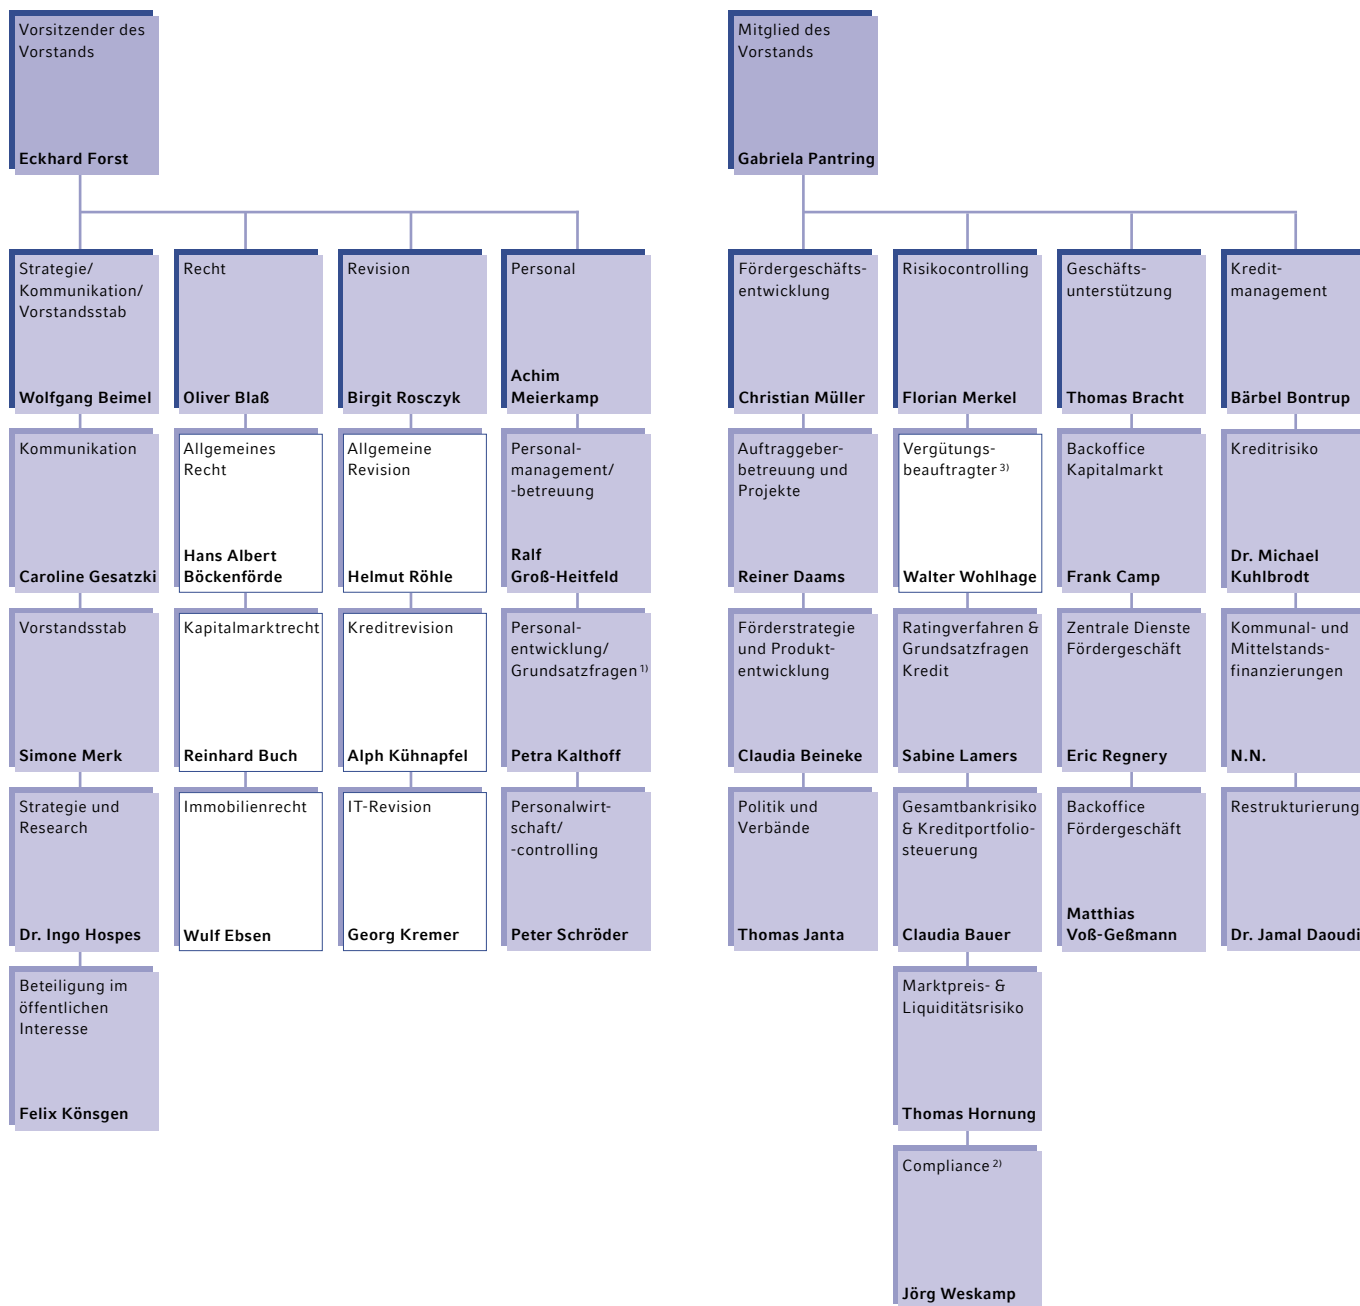 Vorsitzender des
Vorstands
Eckhard Forst
Strategie/
Kommunikation/
Vorstandsstab
Wolfgang Beimel
Kommunikation
Caroline Gesatzki
Vorstandsstab
Simone Merk
Strategie und
Research
Dr. Ingo Hospes
Beteiligung im
öffentlichen
Interesse
Felix Könsgen
Recht
Oliver Blaß
Allgemeines
Recht
Hans Albert
Böckenförde
Kapitalmarktrecht
Reinhard Buch
Immobilienrecht
Wulf Ebsen
Revision
Birgit Rosczyk
Allgemeine
Revision
Helmut Röhle
Kreditrevision
Alph Kühnapfel
IT-Revision
Georg Kremer
Personal
Achim
Meierkamp
Personal-
management/
-betreuung
Ralf
Groß-Heitfeld
Personal-
entwicklung/
Grundsatzfragen 1)
Petra Kalthoff
Personalwirt-
schaft/
-controlling
Peter Schröder
Mitglied des
Vorstands
Gabriela Pantring
Fördergeschäfts-
entwicklung
Christian Müller
Auftraggeber-
betreuung und
Projekte
Reiner Daams
Förderstrategie
und Produkt-
entwicklung
Claudia Beineke
Politik und
Verbände
Thomas Janta
Risikocontrolling
Florian Merkel
Vergütungs-
beauftragter 3)
Walter Wohlhage
Ratingverfahren &
Grundsatzfragen
Kredit
Sabine Lamers
Gesamtbankrisiko
& Kreditportfolio-
steuerung
Claudia Bauer
Marktpreis- &
Liquiditätsrisiko
Thomas Hornung
Compliance 2)
Jörg Weskamp
Geschäfts-
unterstützung
Thomas Bracht
Backoffice
Kapitalmarkt
Frank Camp
Zentrale Dienste
Fördergeschäft
Eric Regnery
Backoffice
Fördergeschäft
Matthias
Voß-Geßmann
Kredit-
management
Bärbel Bontrup
Kreditrisiko
Dr. Michael
Kuhlbrodt
Kommunal- und
Mittelstands-
finanzierungen
N.N.
Restrukturierung
Dr. Jamal Daoudi